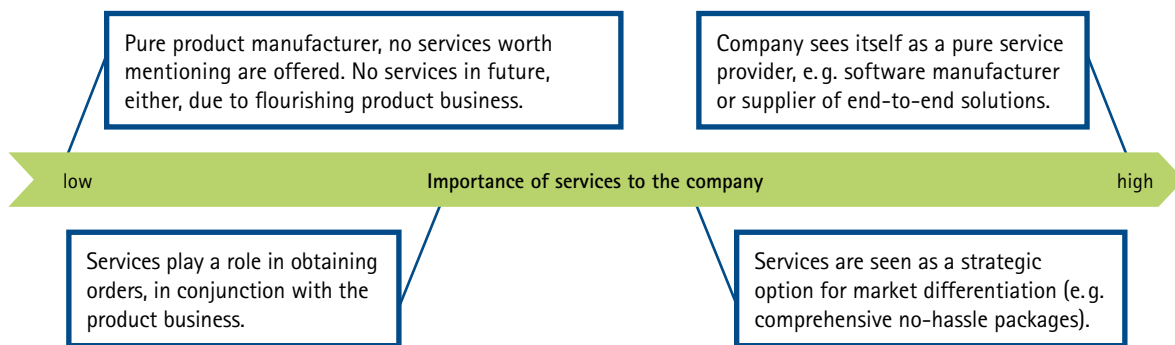 Pure product manufacturer, no services worth
mentioning are offered. No services in future,
either, due to flourishing product business.
Company sees itself as a pure service
provider, e. g. software manufacturer
or supplier of end-to-end solutions.
low
Importance of services to the company
high
Services play a role in obtaining
orders, in conjunction with the
product business.
Services are seen as a strategic
option for market differentiation (e. g.
comprehensive no-hassle packages).